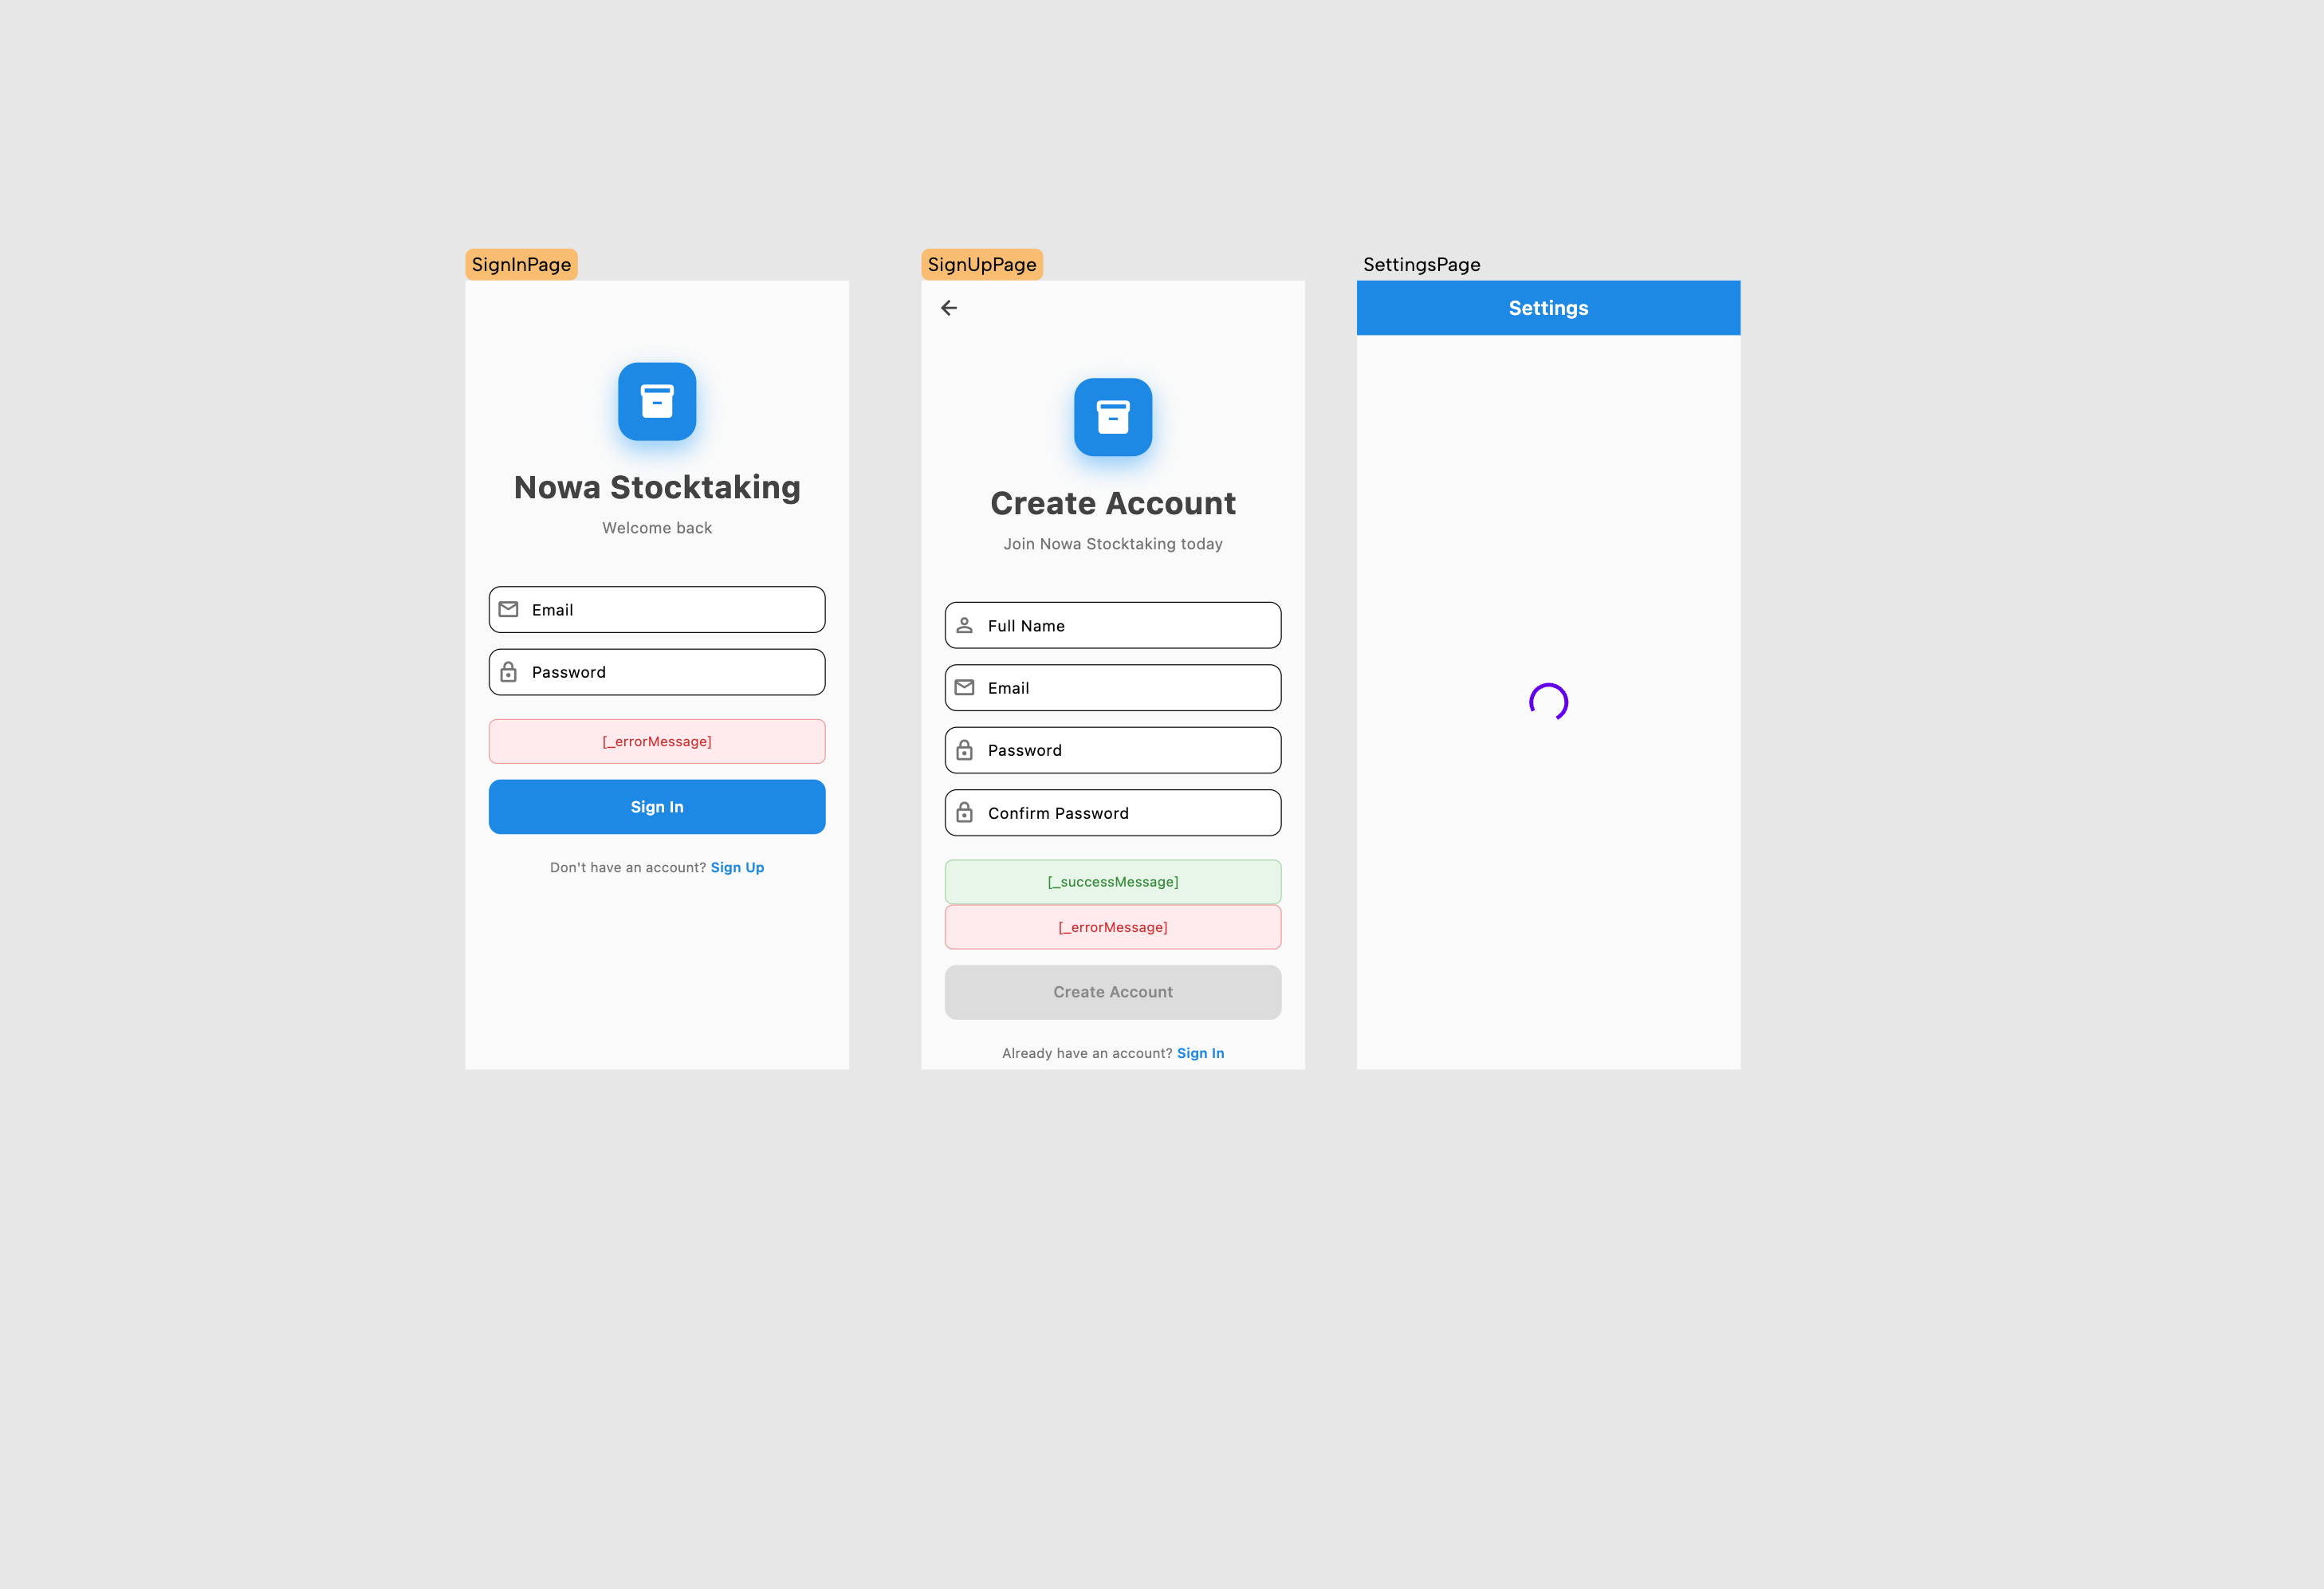 SignInPage
Nowa Stocktaking
Welcome back
Email
Password
[_errorMessage]
Sign In
Don't have an account? Sign Up
SignUpPage
Create Account
Join Nowa Stocktaking today
Full Name
Email
Password
Confirm Password
[_successMessage]
[_errorMessage]
Create Account
Already have an account? Sign In
SettingsPage
Settings